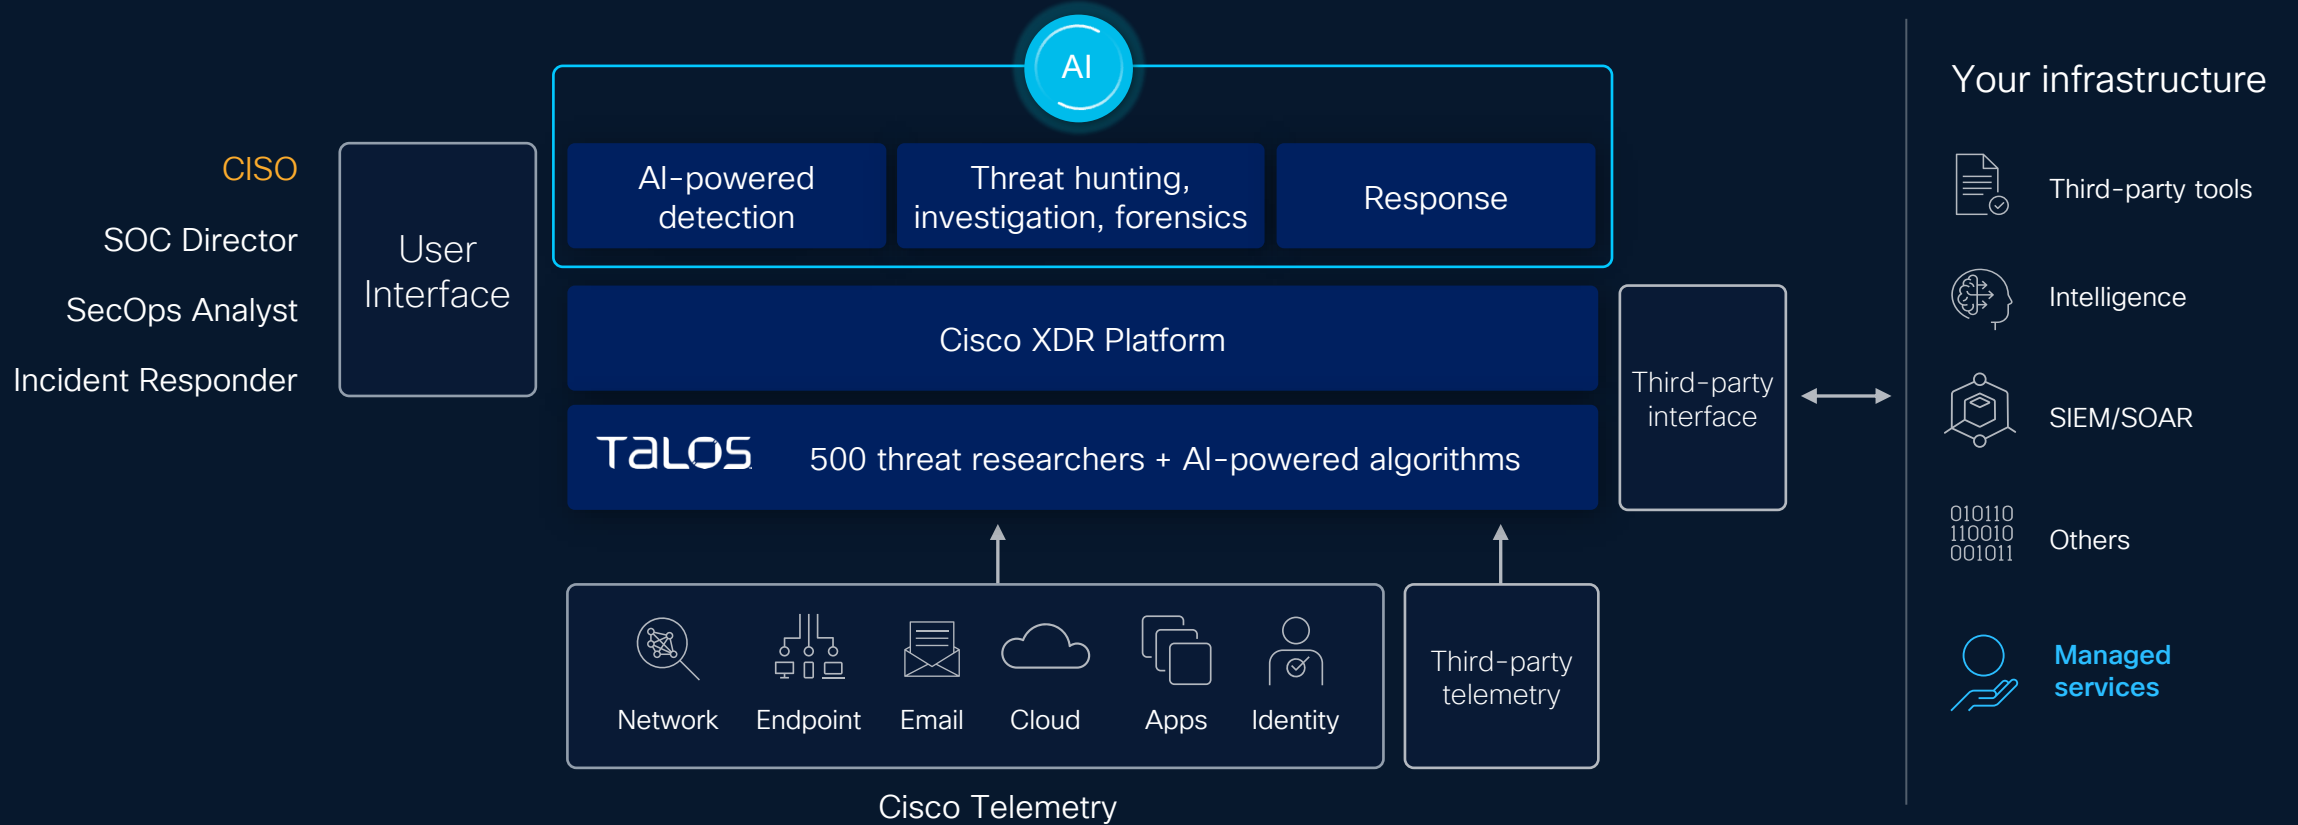 AI
CISO
SOC Director
SecOps Analyst
Incident Responder
User
Interface
AI-powered
detection
Threat hunting,
investigation, forensics
Response
Cisco XDR Platform
TALOS 500 threat researchers + AI-powered algorithms
Third-party
interface
Network
Endpoint
Email
Cloud
Apps
Identity
Cisco Telemetry
Third-party
telemetry
Your infrastructure
Third-party tools
Intelligence
SIEM/SOAR
010110
110010
001011
Others
Managed
services